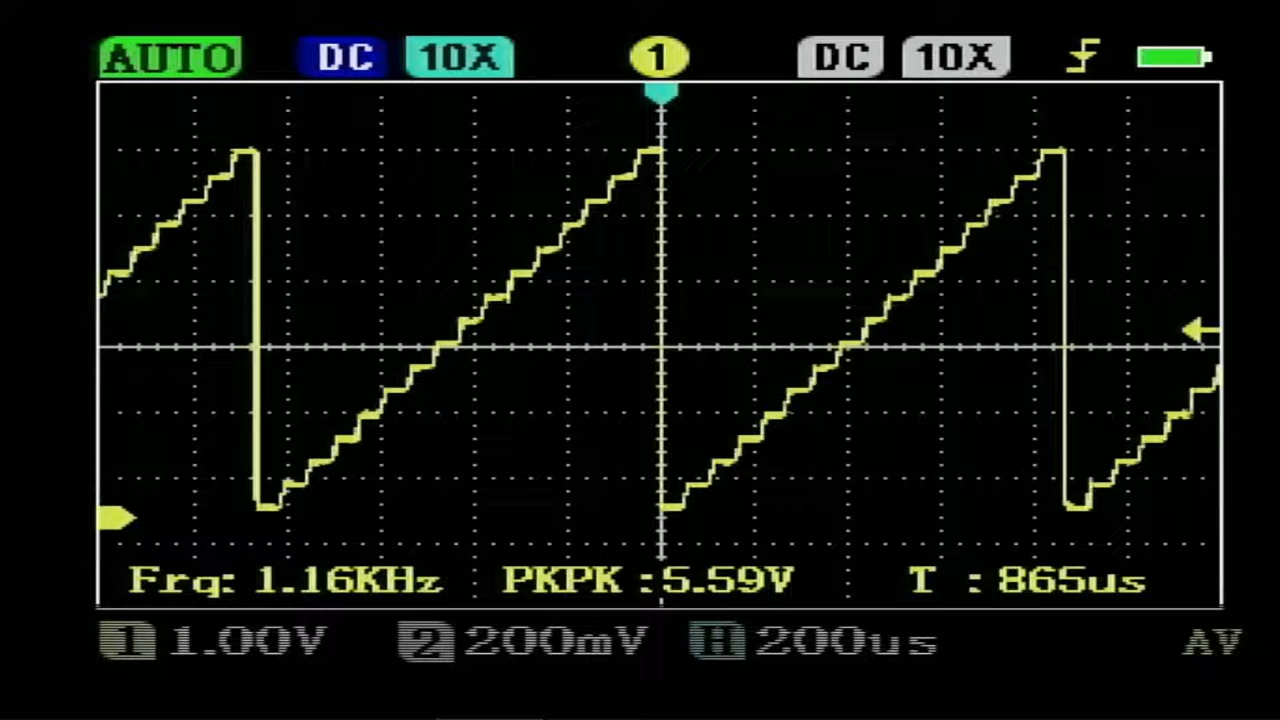 AUTO DC 10X 1 DC 10X
Frq: 1.16KHz PKPK :5.59V T : 865us
1 1.00V 2 200mV H 200us AV